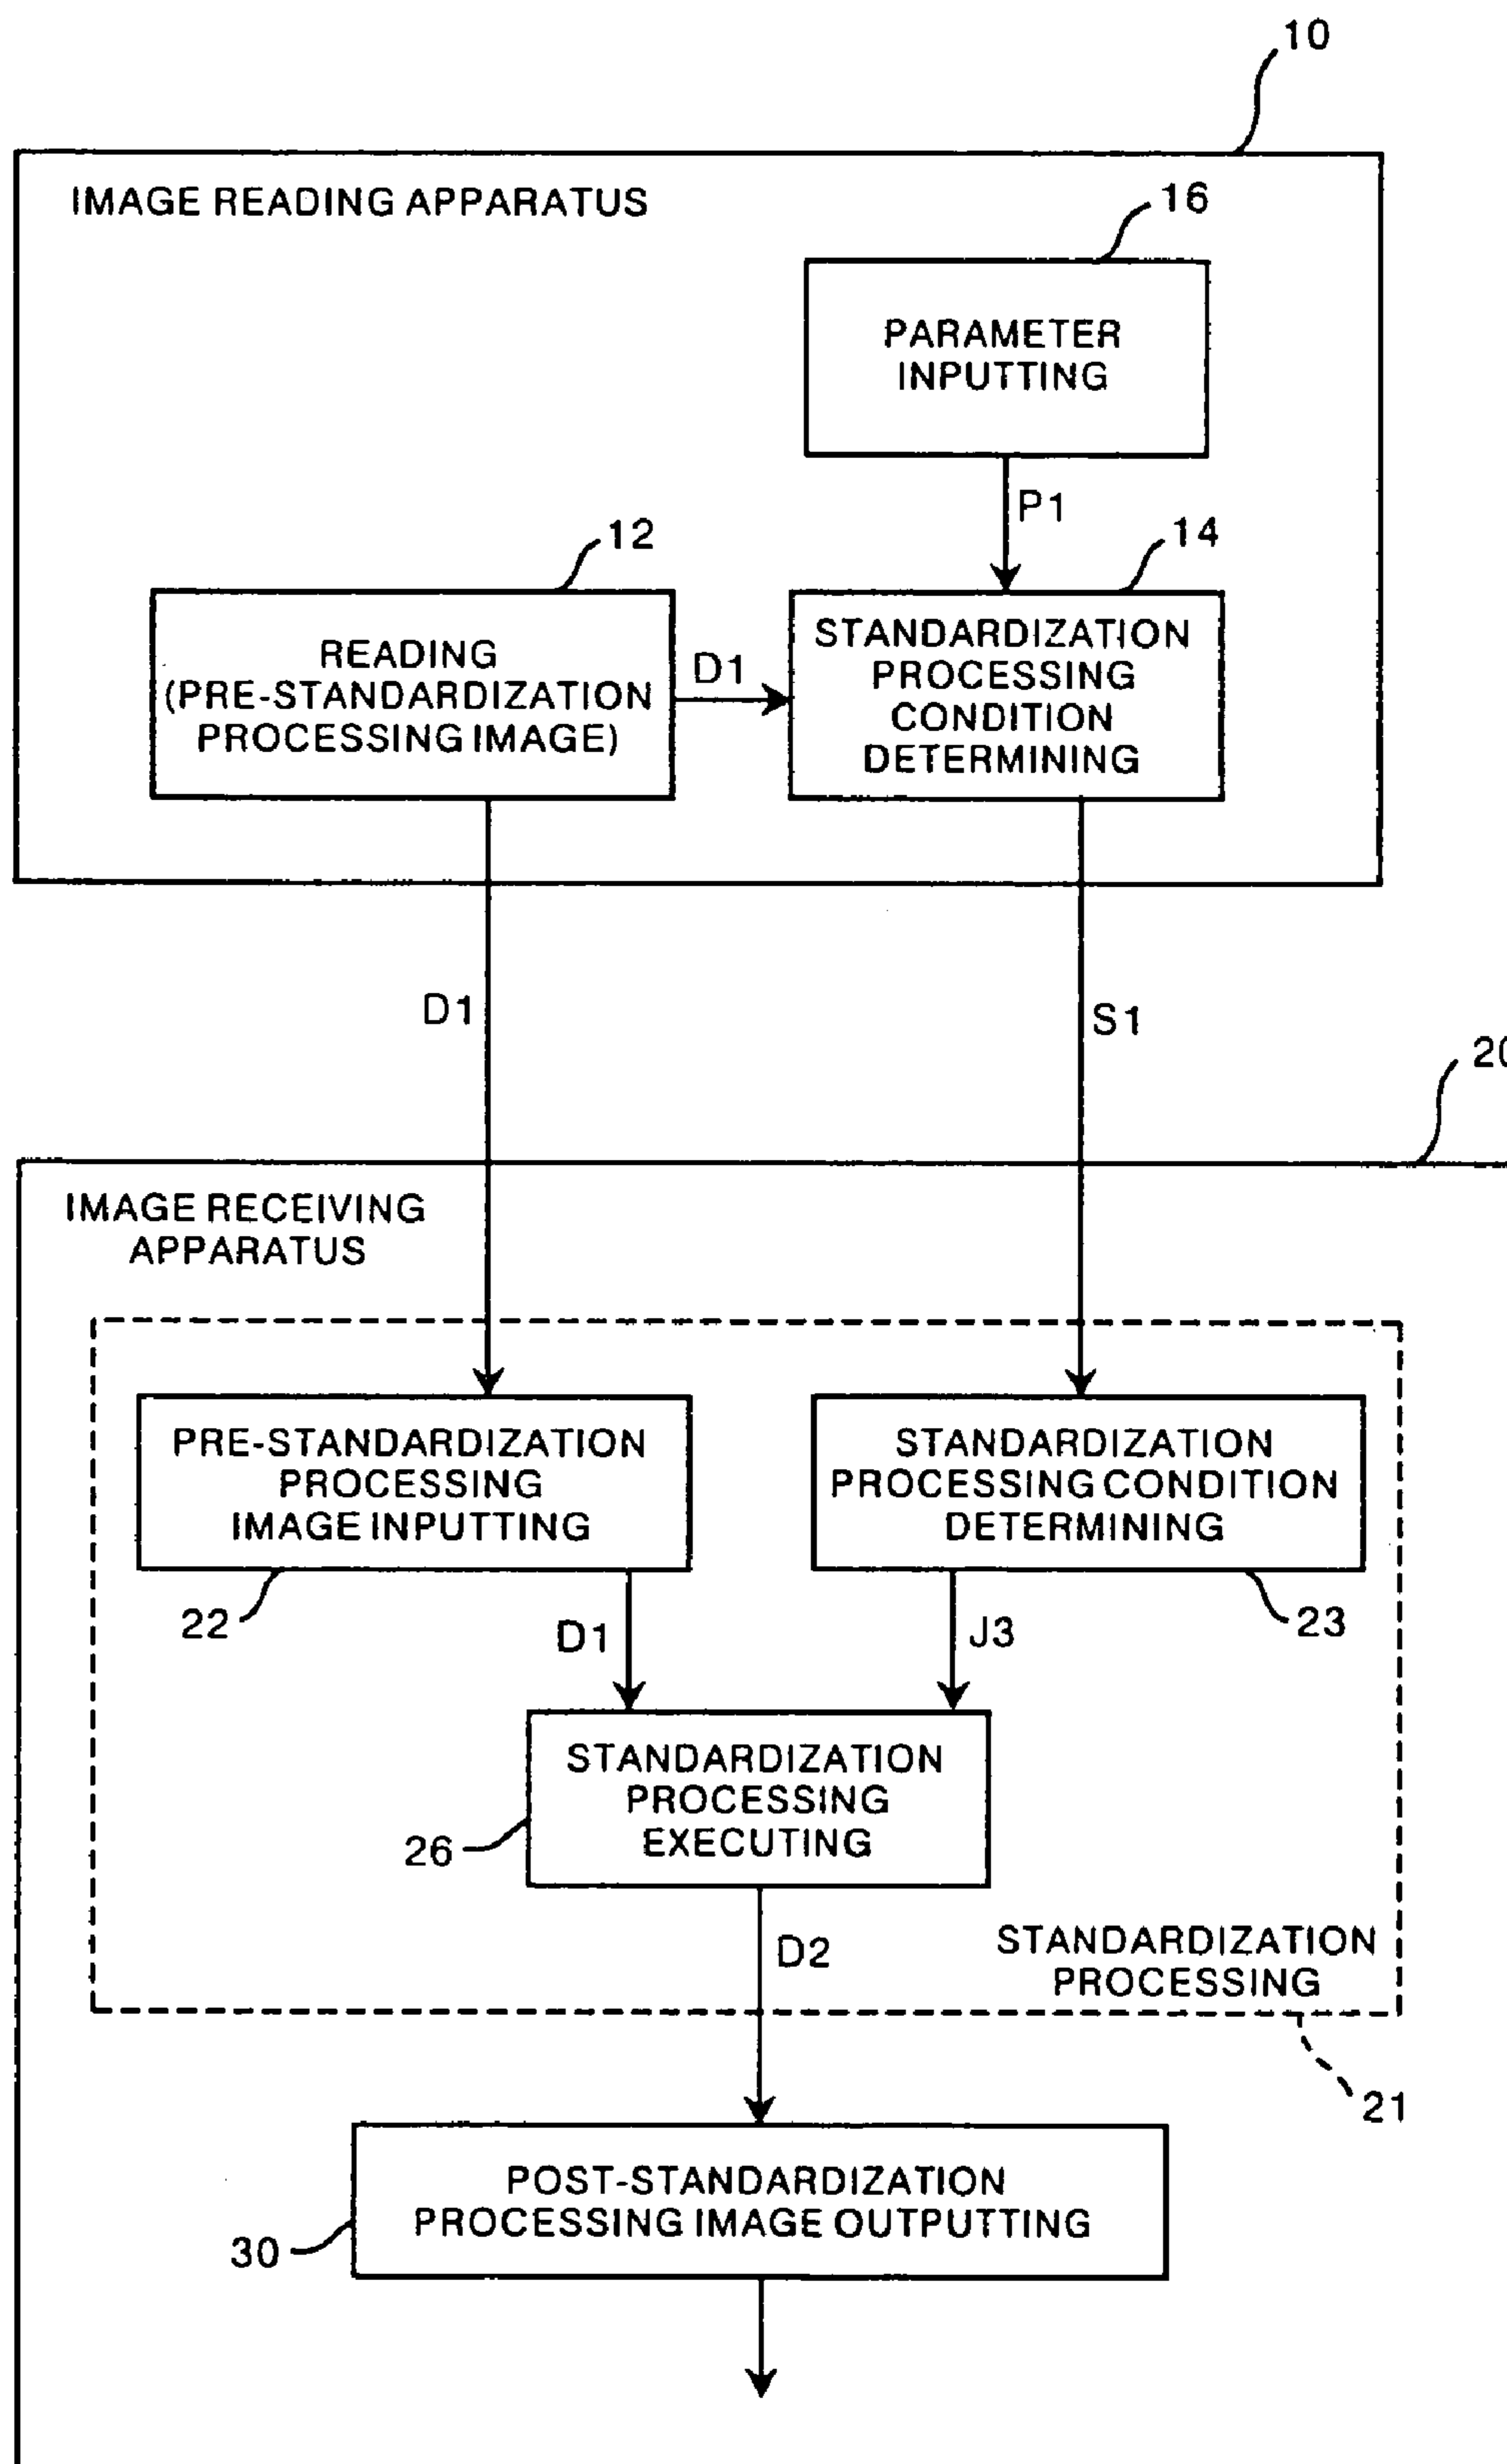 10
IMAGE READING APPARATUS
16
PARAMETER
INPUTTING
P1
12
14
READING
(PRE-STANDARDIZATION
PROCESSING IMAGE)
D1
STANDARDIZATION
PROCESSING
CONDITION
DETERMINING
D1
S1
20
IMAGE RECEIVING
APPARATUS
PRE-STANDARDIZATION
PROCESSING
IMAGE INPUTTING
STANDARDIZATION
PROCESSING CONDITION
DETERMINING
22
D1
J3
23
STANDARDIZATION
PROCESSING
EXECUTING
26
D2
STANDARDIZATION
PROCESSING
21
POST-STANDARDIZATION
PROCESSING IMAGE OUTPUTTING
30